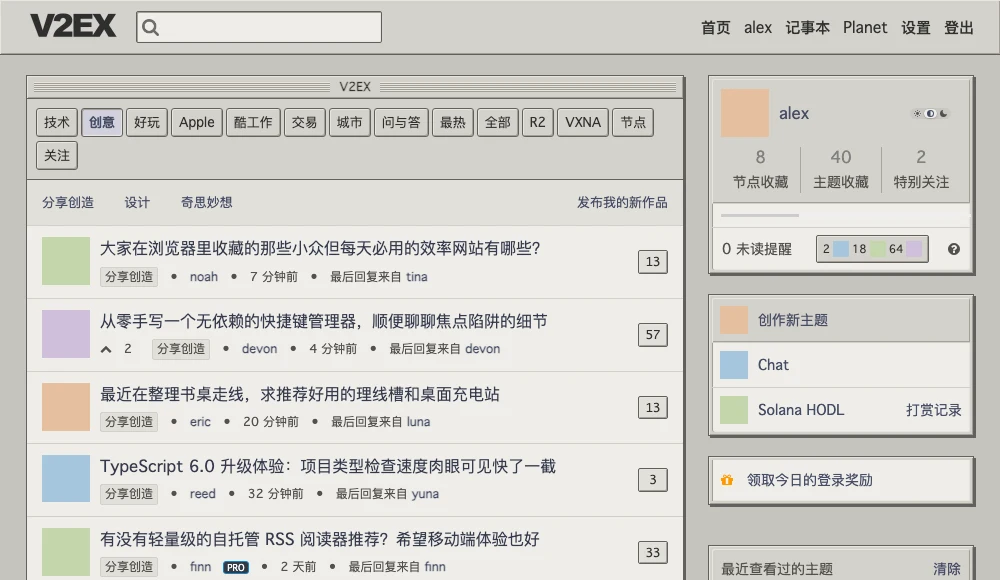 V2EX
首页 alex 记事本 Planet 设置 登出
V2EX
技术 创意 好玩 Apple 酷工作 交易 城市 问与答 最热 全部 R2 VXNA 节点
关注
分享创造 设计 奇思妙想 发布我的新作品
大家在浏览器里收藏的那些小众但每天必用的效率网站有哪些?
分享创造 • noah • 7 分钟前 • 最后回复来自 tina
13
从零手写一个无依赖的快捷键管理器，顺便聊聊焦点陷阱的细节
2 分享创造 • devon • 4 分钟前 • 最后回复来自 devon
57
最近在整理书桌走线，求推荐好用的理线槽和桌面充电站
分享创造 • eric • 20 分钟前 • 最后回复来自 luna
13
TypeScript 6.0 升级体验：项目类型检查速度肉眼可见快了一截
分享创造 • reed • 32 分钟前 • 最后回复来自 yuna
3
有没有轻量级的自托管 RSS 阅读器推荐？希望移动端体验也好
分享创造 • finn PRO • 2 天前 • 最后回复来自 finn
33
alex
8 40 2
节点收藏 主题收藏 特别关注
0 未读提醒 2 18 64 ?
创作新主题
Chat
Solana HODL 打赏记录
领取今日的登录奖励
最近查看过的主题 清除